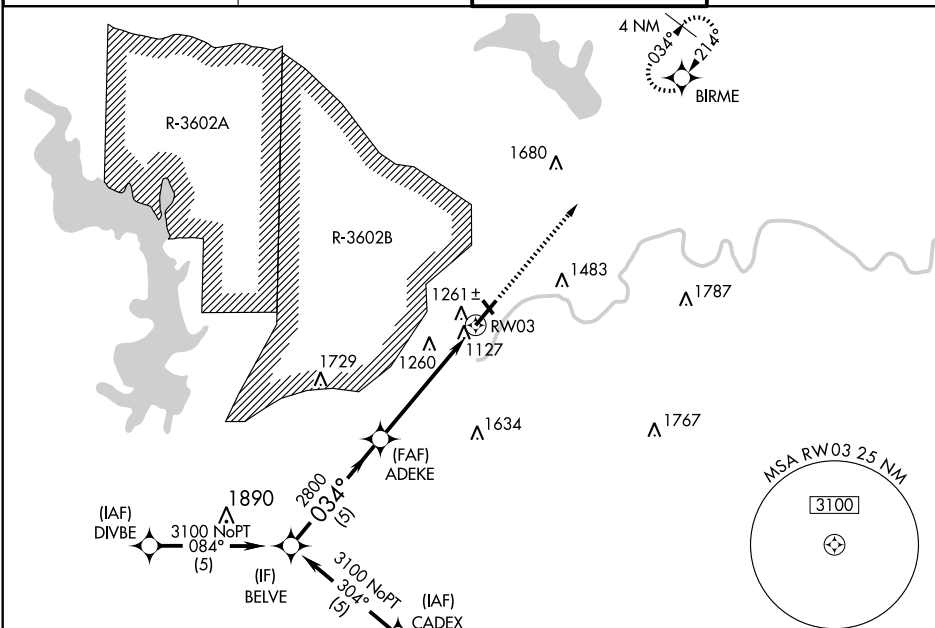 4 NM
034°
214°
BIRME
R-3602A
1680
R-3602B
1483
1261±
1787
RW03
1127
1260
1729
1634
1767
(FAF)
ADEKE
MSA RW03 25 NM
3100
2800
034°
(5)
1890
(IAF)
DIVBE
3100 NoPT
084°
(5)
(IF)
BELVE
3100 NoPT
304°
(5)
(IAF)
CADEX